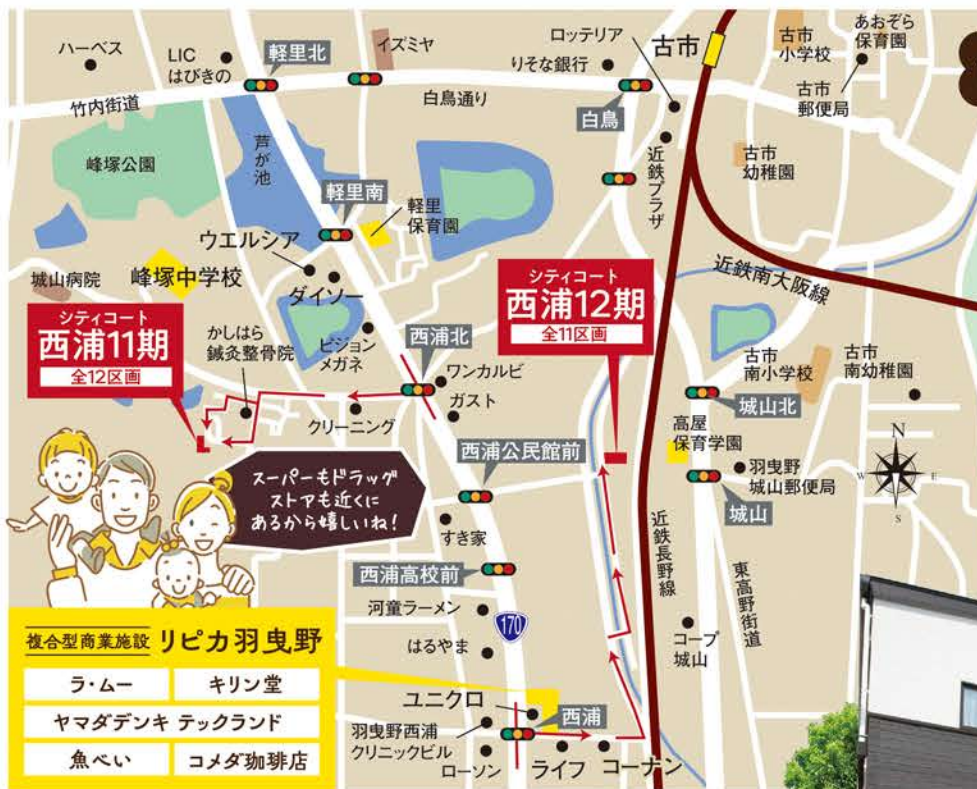 ハーベス
LIC
はびきの
軽里北
イズミヤ
ロッテリア
りそな銀行
古市
古市
小学校
あおぞら
保育園
竹内街道
白鳥通り
白鳥
古市
郵便局
峰塚公園
芦が池
近鉄プラザ
古市
幼稚園
軽里南
軽里
保育園
ウエルシア
城山病院
峰塚中学校
ダイソー
近鉄南大阪線
シティコート
西浦11期
全12区画
シティコート
西浦12期
全11区画
かしはら
鍼灸整骨院
ビジョン
メガネ
西浦北
ワンカルビ
ガスト
クリーニング
古市
南小学校
古市
南幼稚園
城山北
高屋
保育学園
羽曳野
城山郵便局
城山
N
W
E
S
西浦公民館前
スーパーもドラッグ
ストアも近くに
あるから嬉しいね!
すき家
西浦高校前
近鉄長野線
東高野街道
河童ラーメン
170
はるやま
コープ
城山
複合型商業施設 リピカ羽曳野
ラ・ムー
キリン堂
ヤマダデンキ テックランド
魚べい
コメダ珈琲店
ユニクロ
西浦
羽曳野西浦
クリニックビル
ローソン
ライフ
コーナン